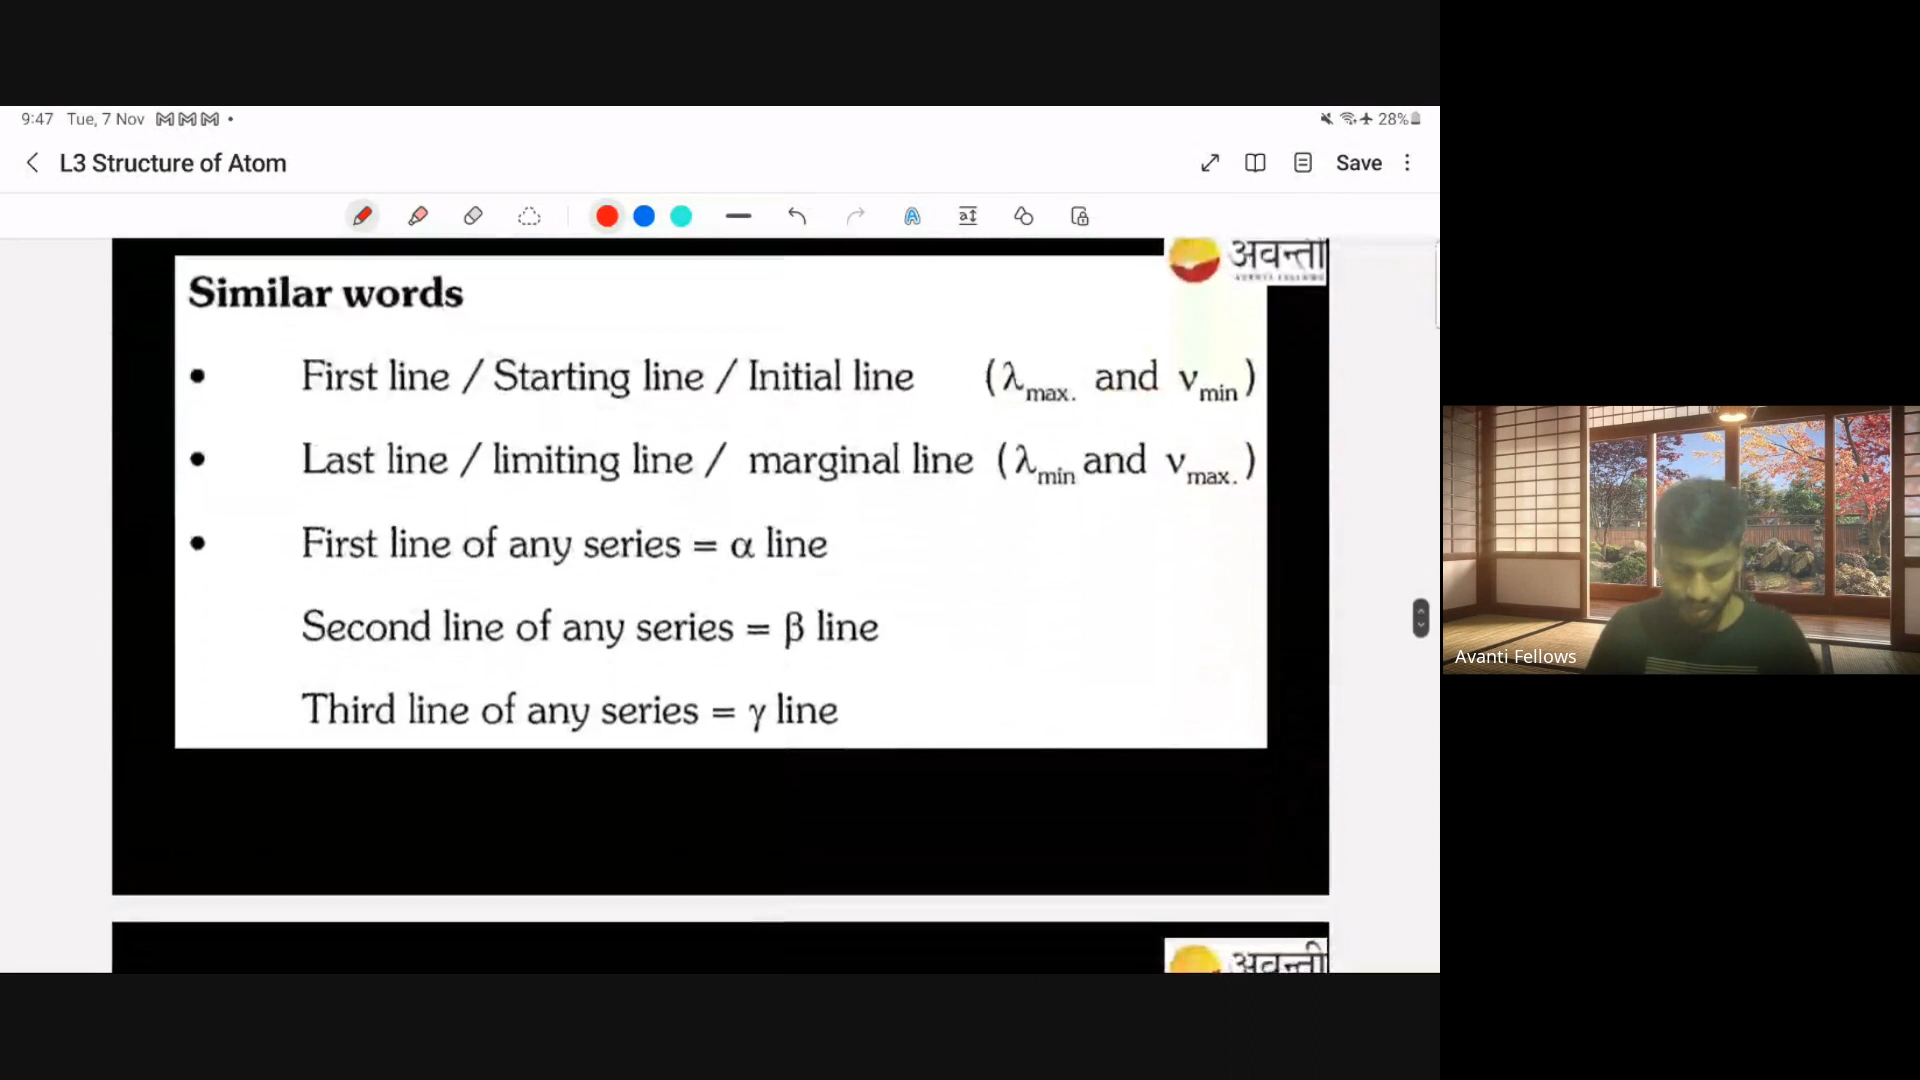 9:47 Tue, 7 Nov
28%
L3 Structure of Atom
Save
अवन्ती
Similar words
• First line / Starting line / Initial line (λmax. and νmin)
• Last line / limiting line / marginal line (λmin and νmax.)
• First line of any series = α line
Second line of any series = β line
Third line of any series = γ line
Avanti Fellows
अवन्ती